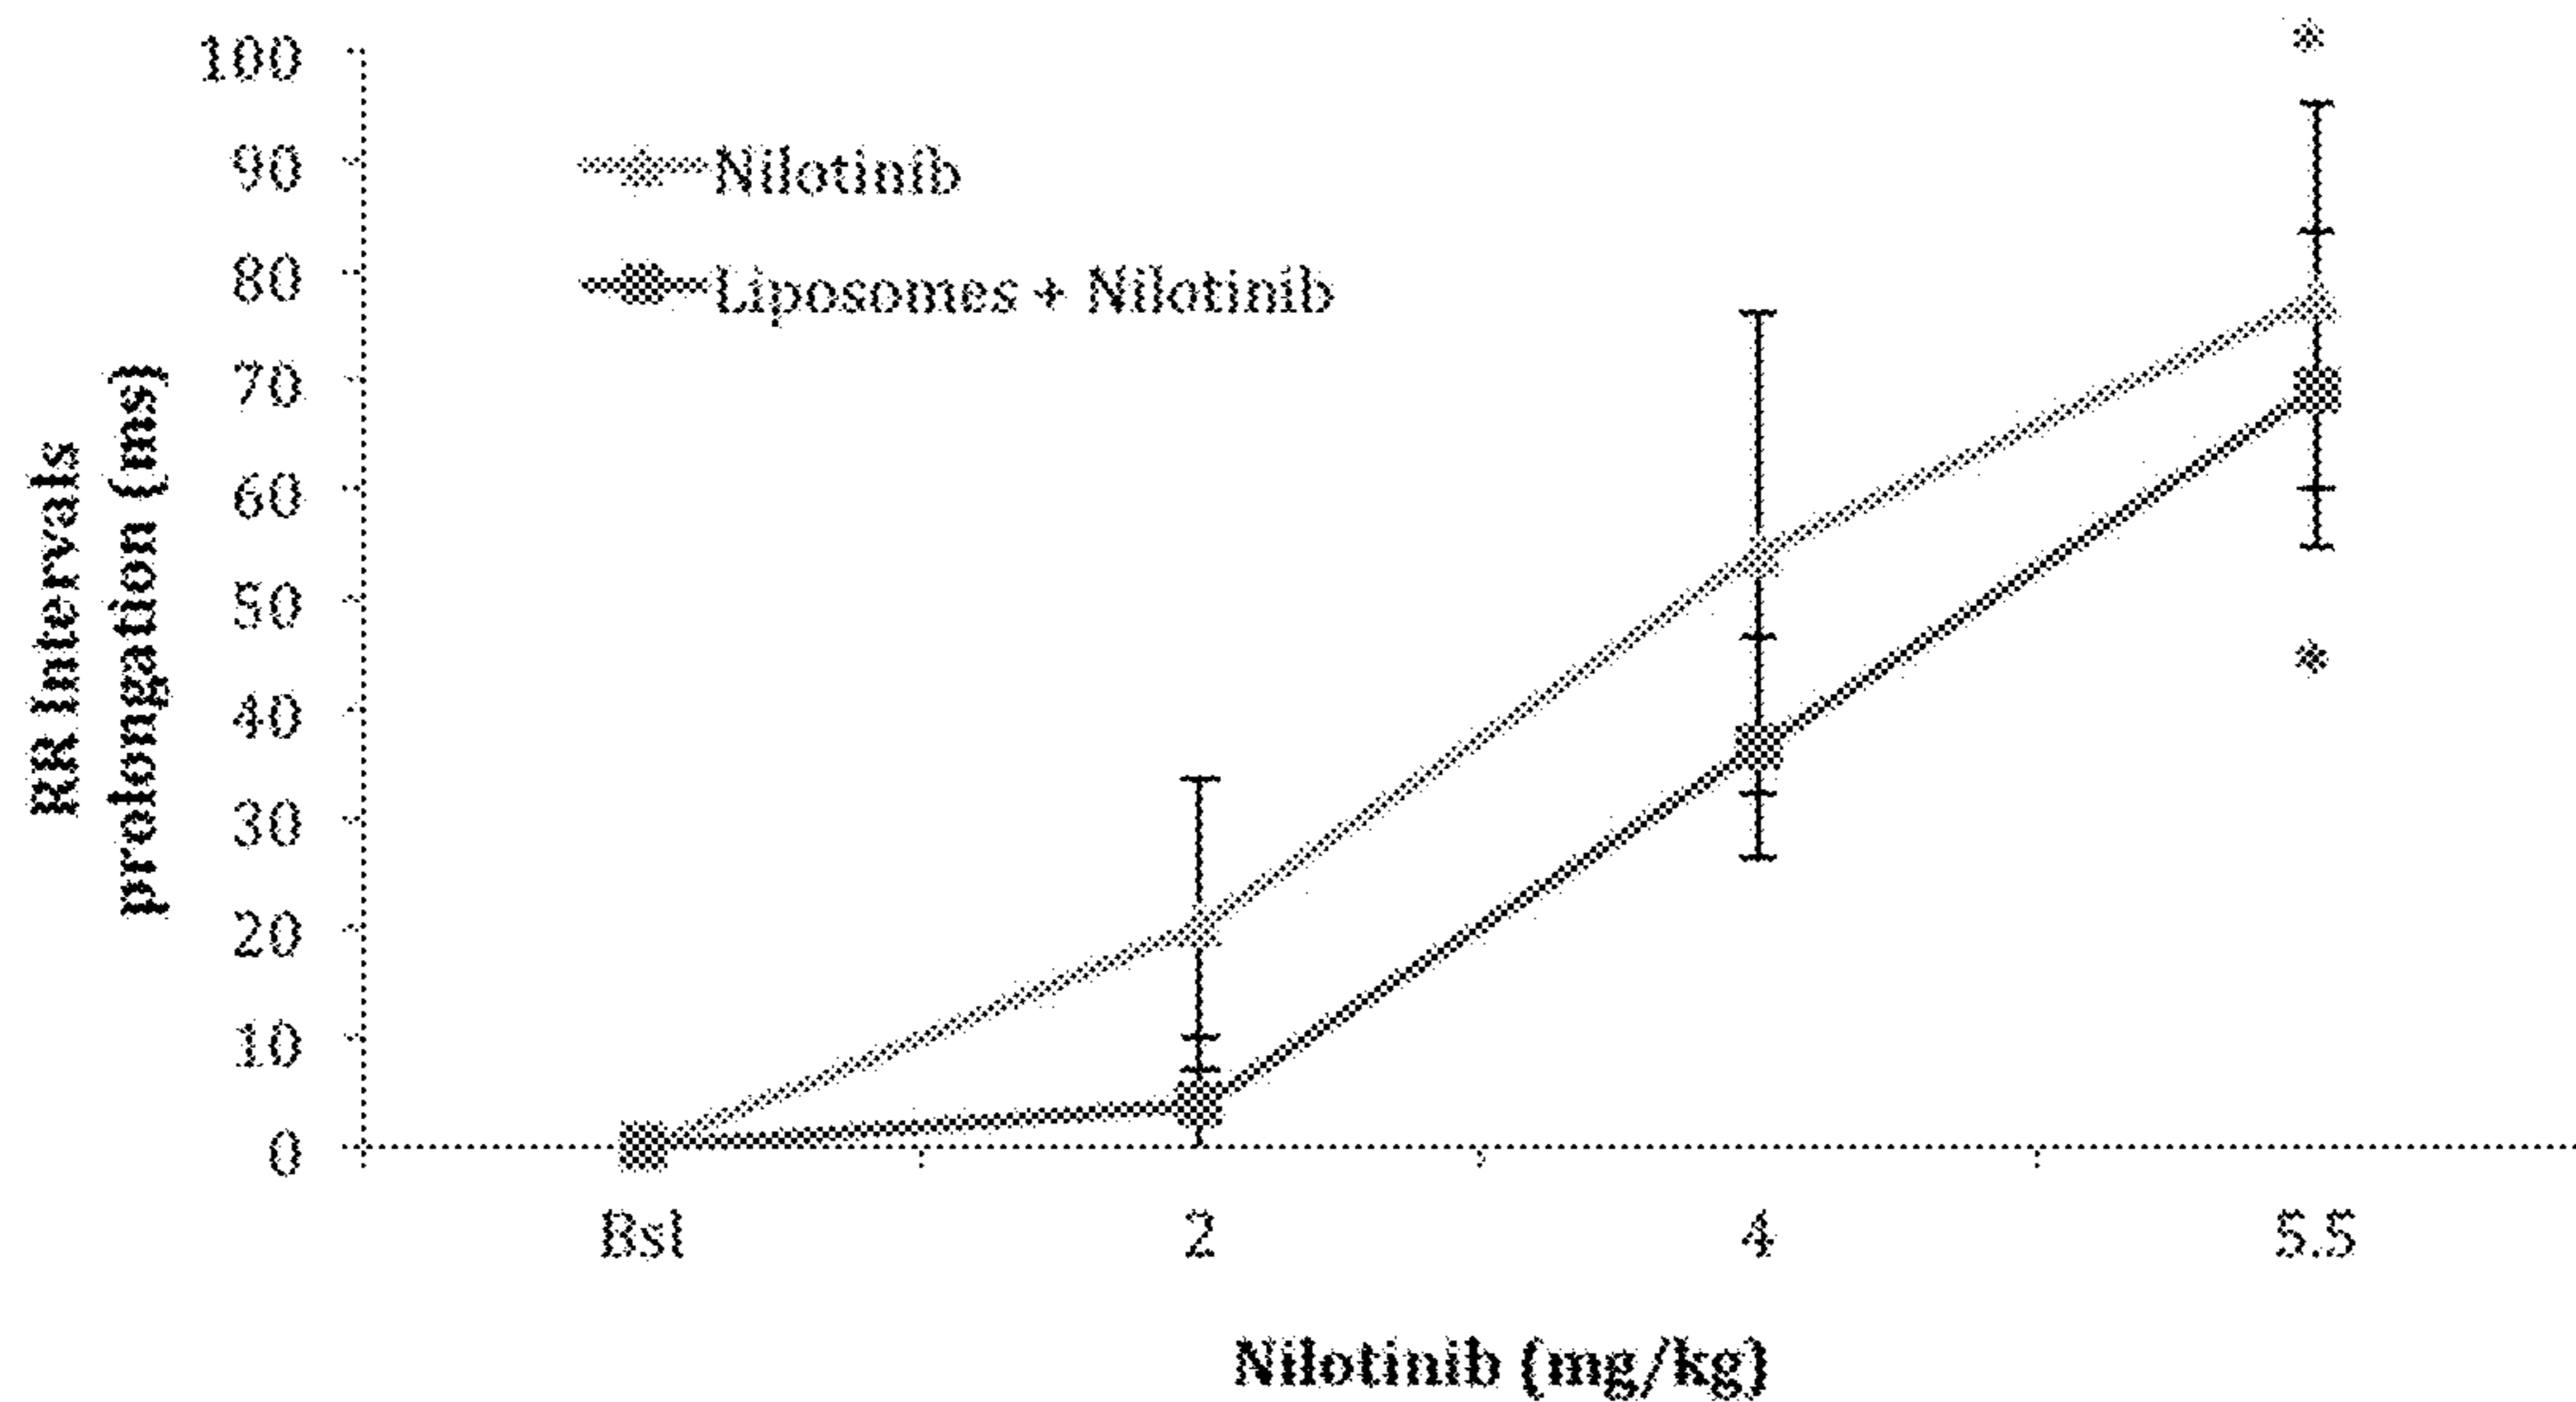 100
90
80
70
60
50
40
30
20
10
0
RR Intervals
prolongation (ms)
Nilotinib
Liposomes + Nilotinib
*
*
Bsl
2
4
5.5
Nilotinib (mg/kg)